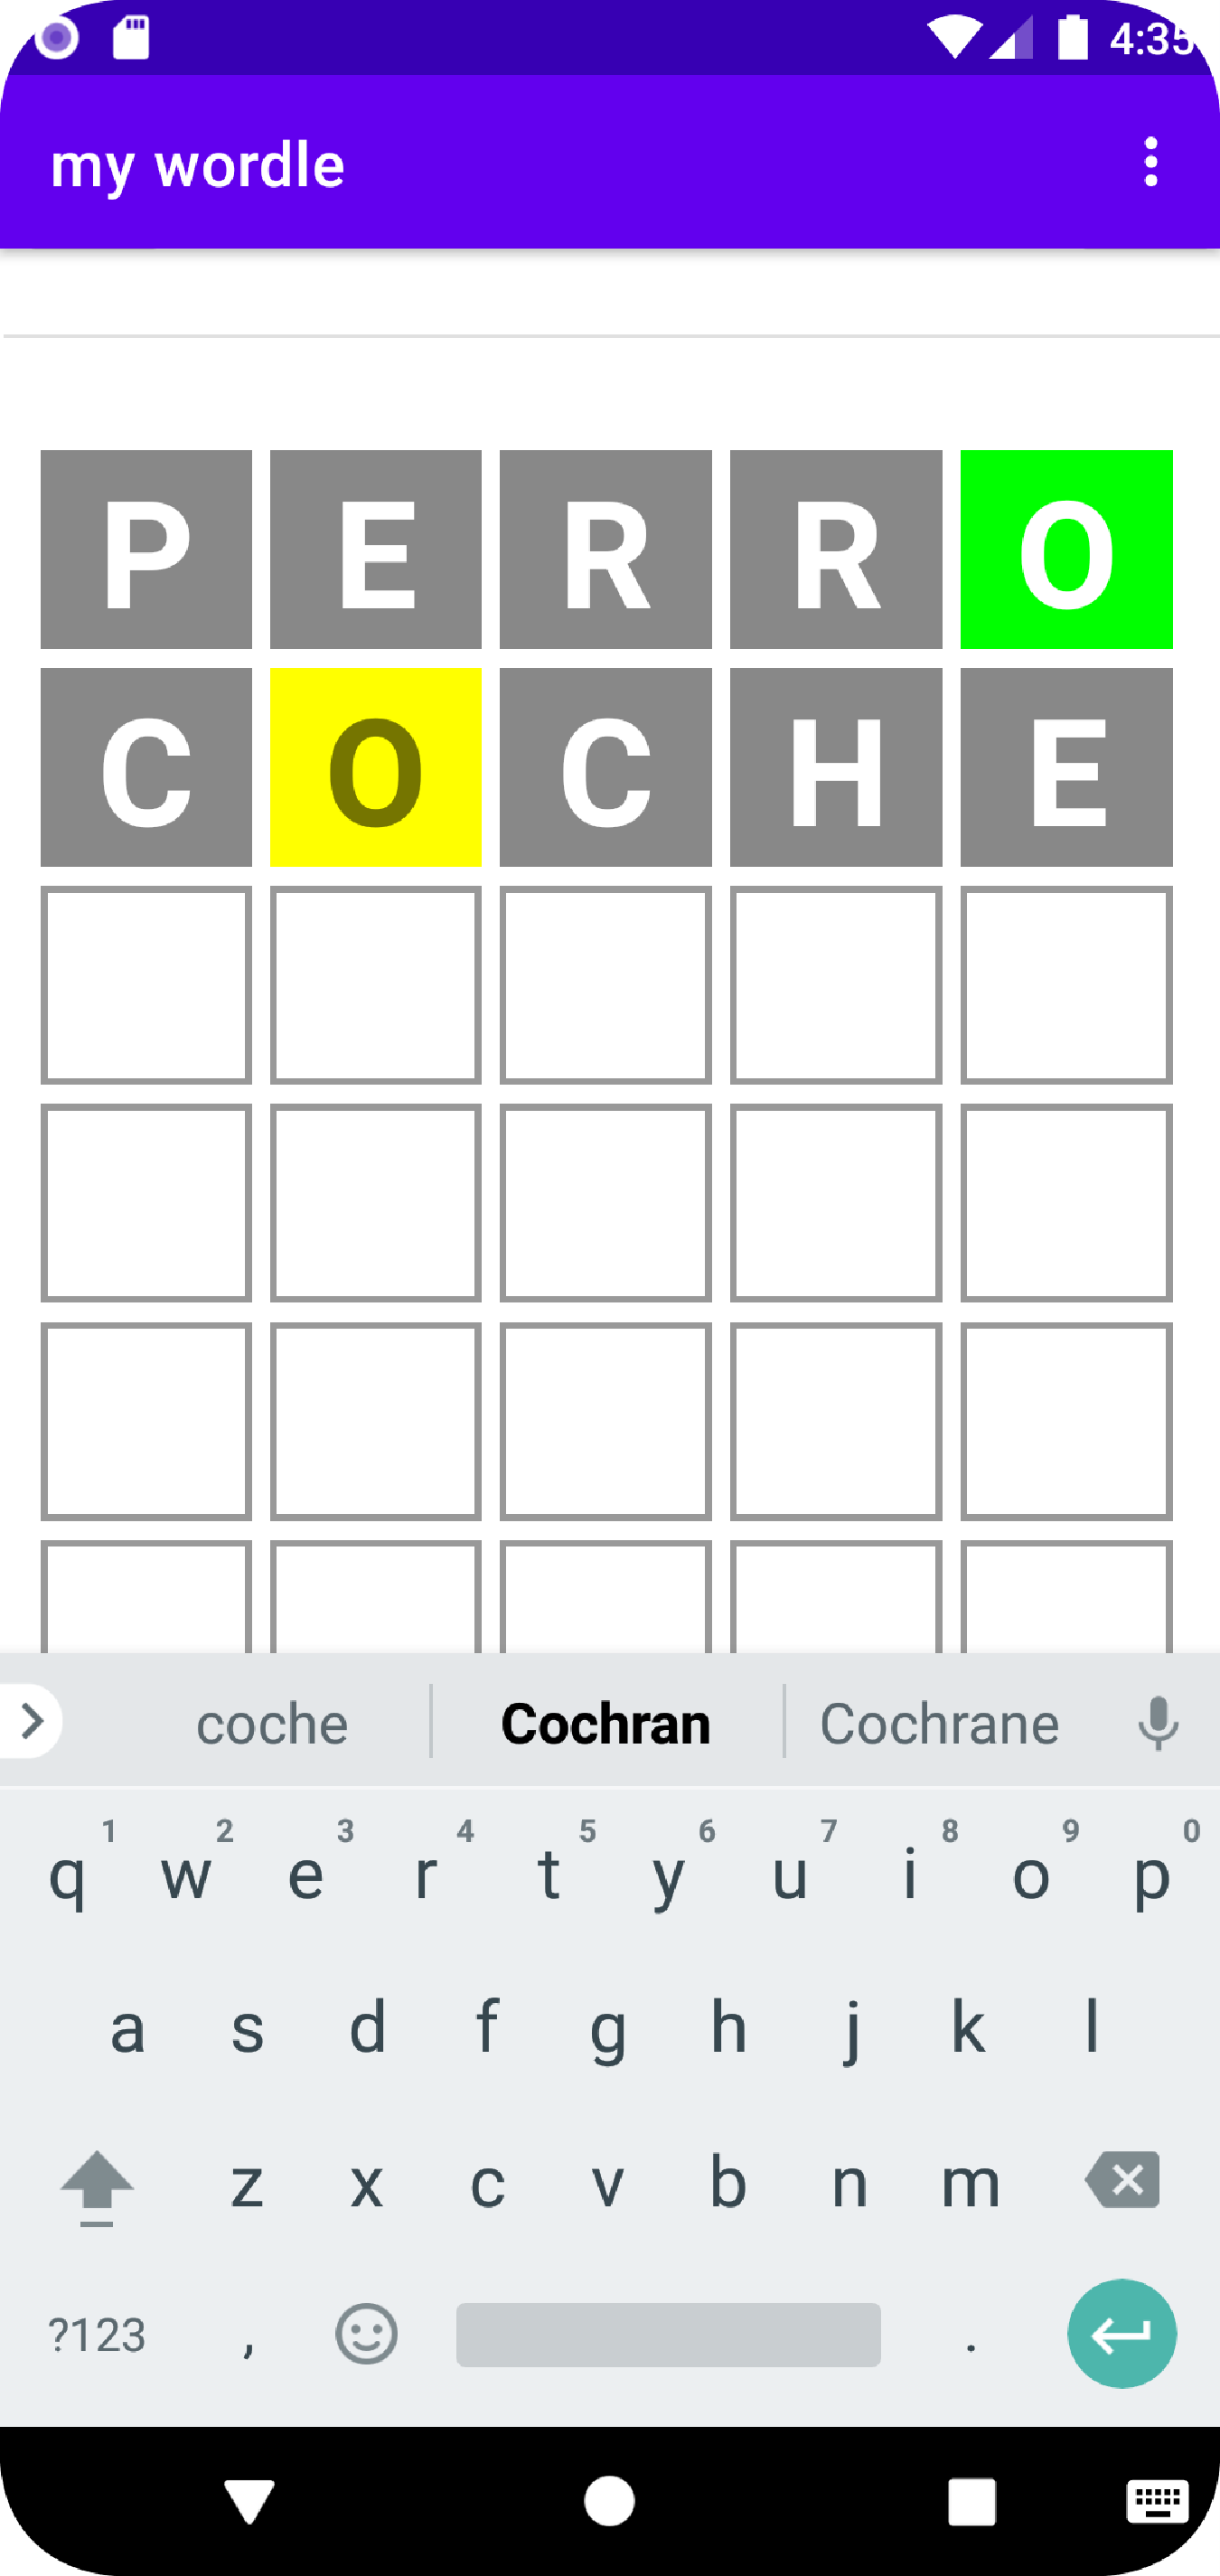 4:35
my wordle
P E R R O
C O C H E
coche Cochran Cochrane
1 2 3 4 5 6 7 8 9 0
q w e r t y u i o p
a s d f g h j k l
z x c v b n m
?123 , .